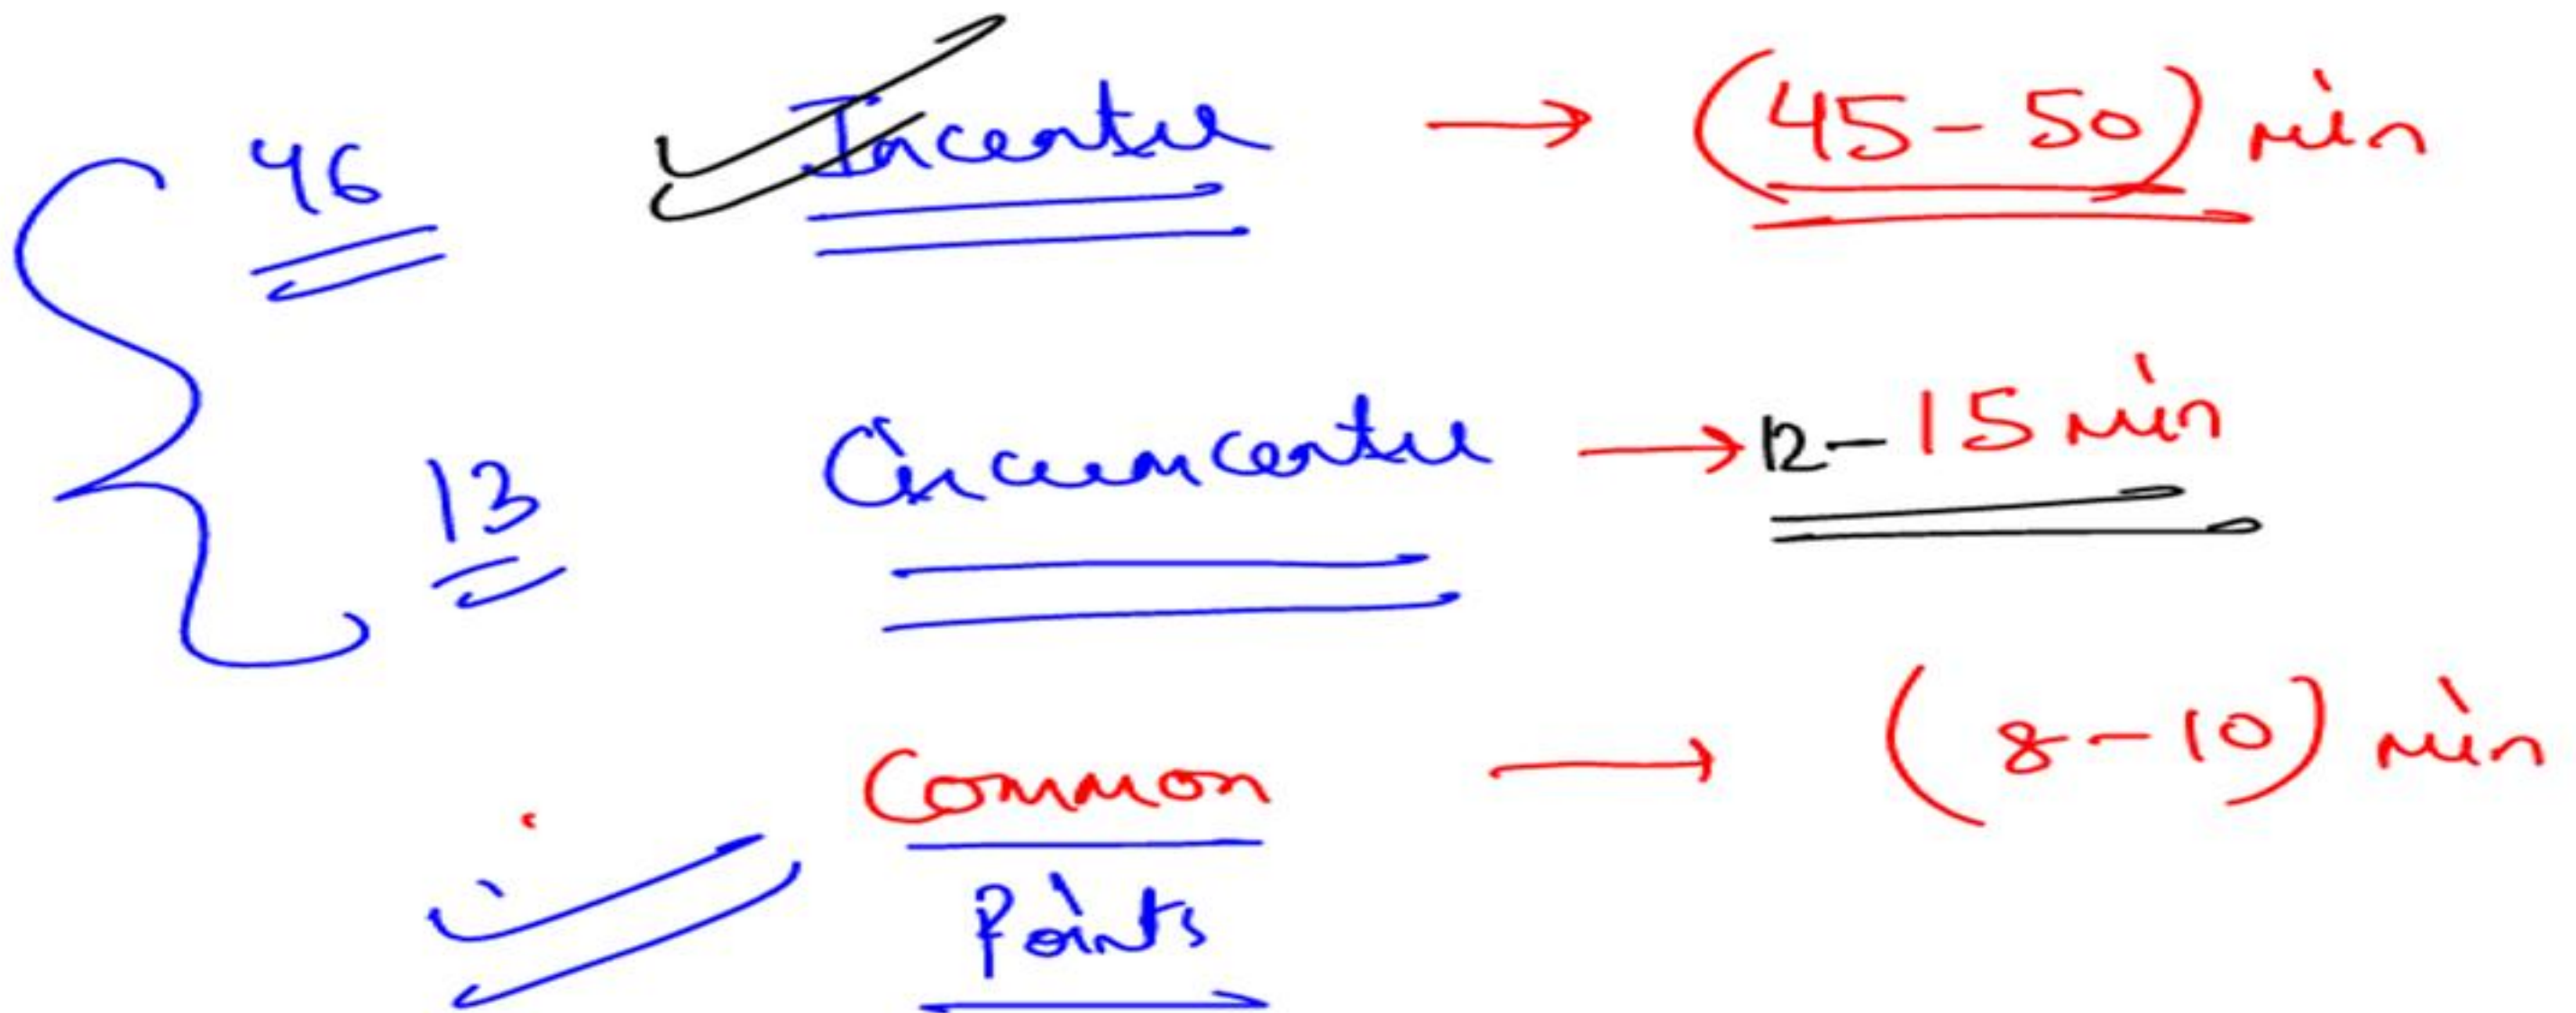 46 Incentre → (45-50) min
13 Circumcentre → 12-15 min
Common → (8-10) min
Points